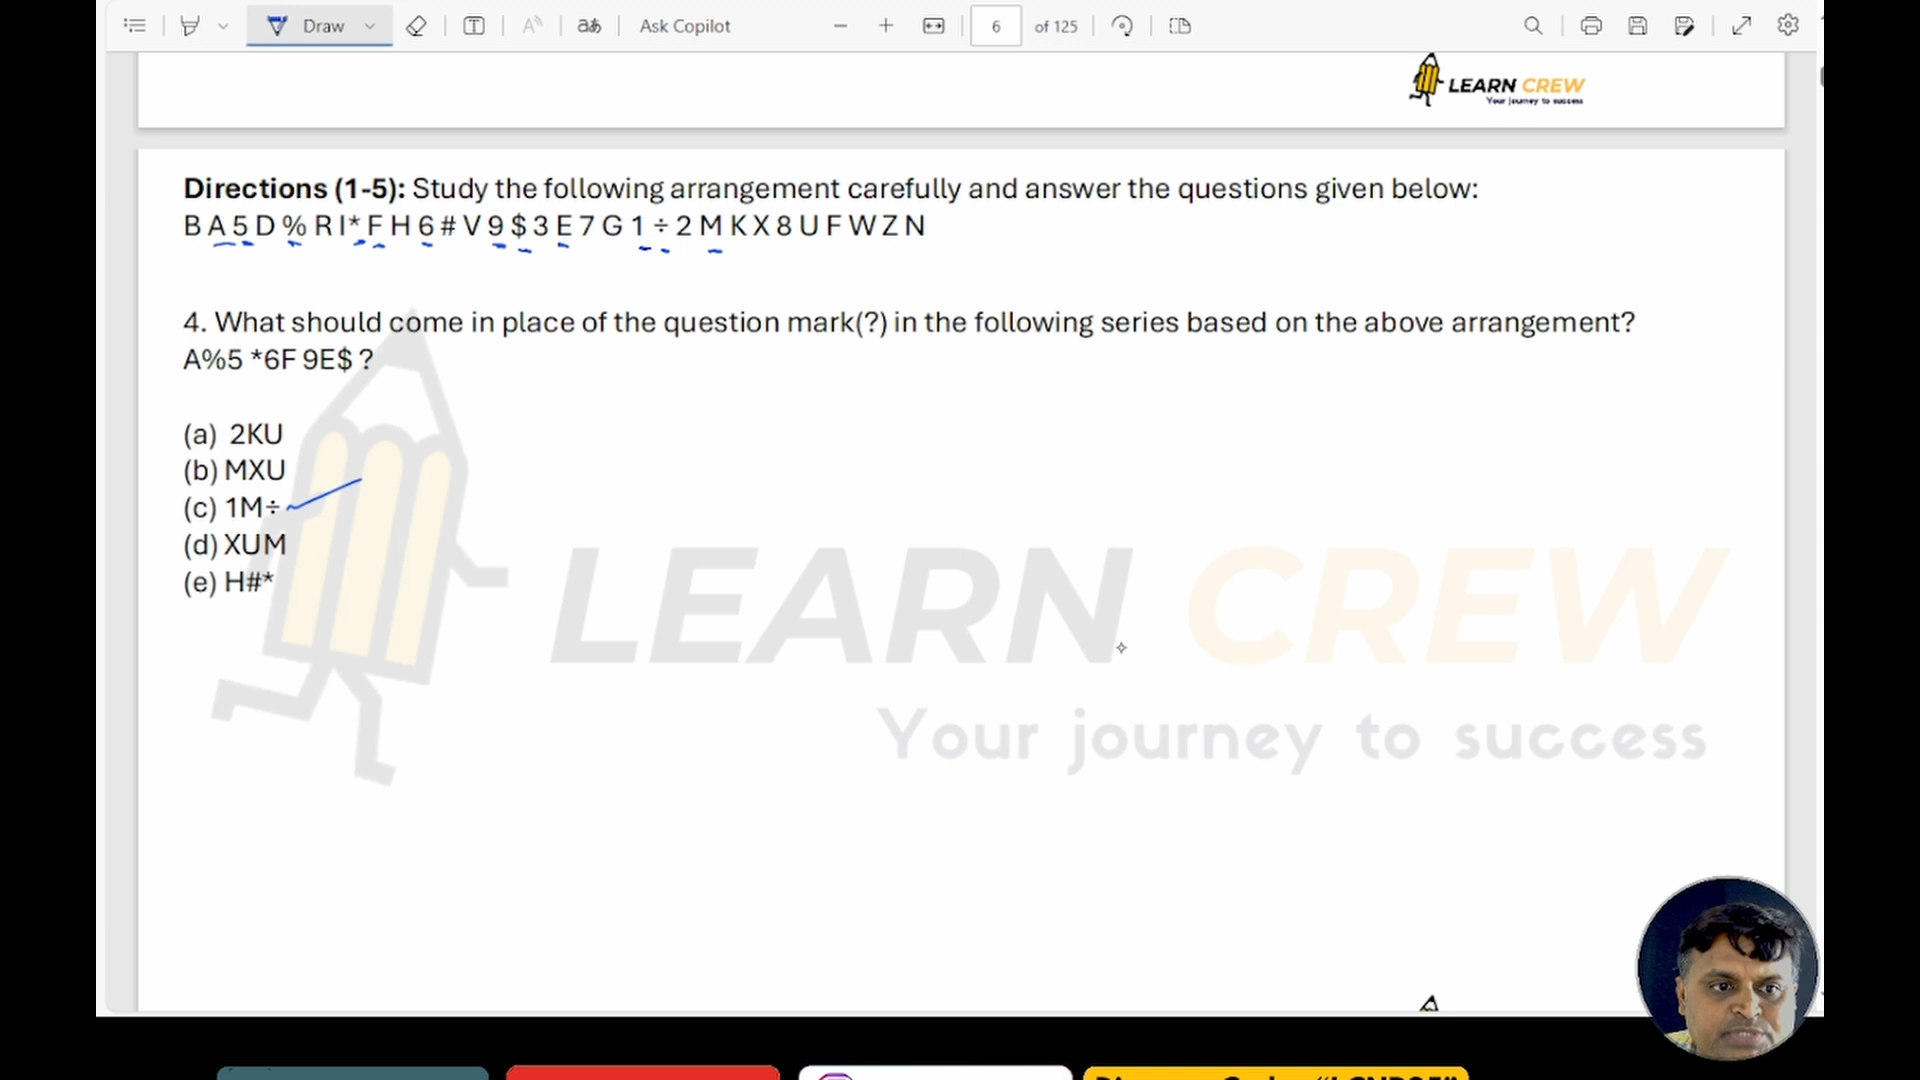 Draw
Ask Copilot
6 of 125
LEARN CREW
Your journey to success
Directions (1-5): Study the following arrangement carefully and answer the questions given below:
B A 5 D % R I * F H 6 # V 9 $ 3 E 7 G 1 ÷ 2 M K X 8 U F W Z N
4. What should come in place of the question mark(?) in the following series based on the above arrangement?
A%5 *6F 9E$ ?
(a) 2KU
(b) MXU
(c) 1M÷
(d) XUM
(e) H#*
LEARN CREW
Your journey to success